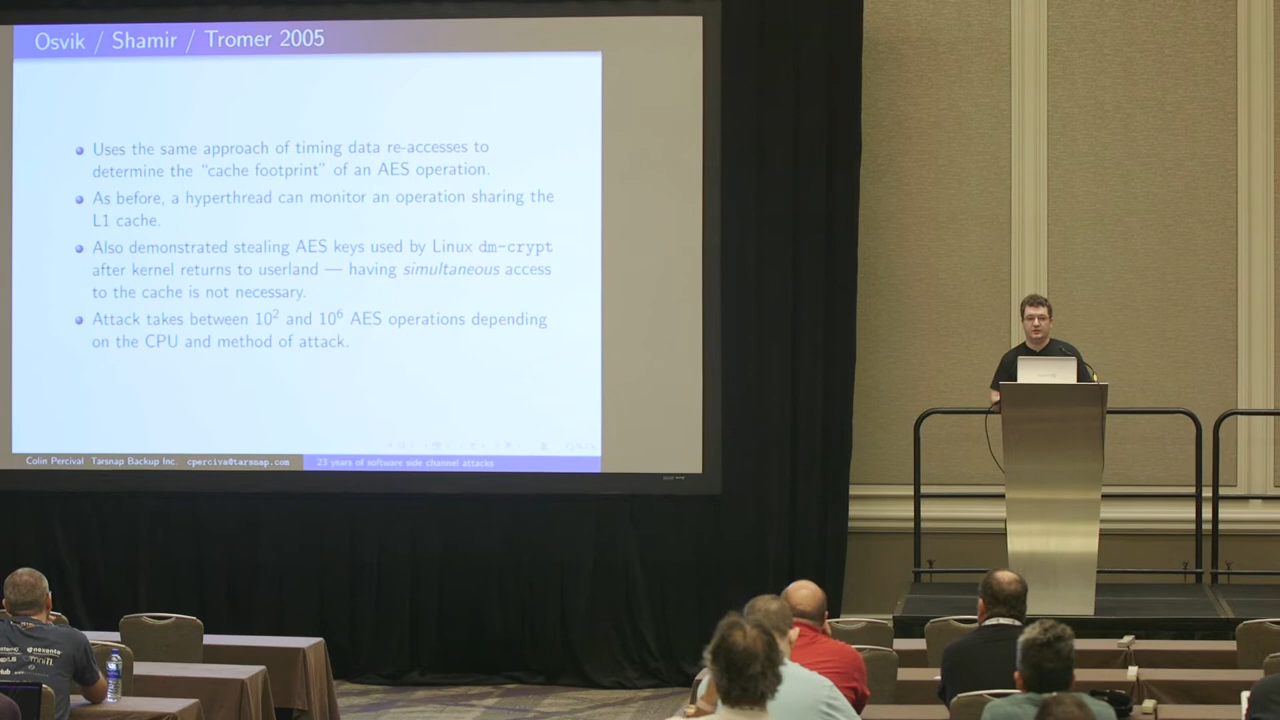 Osvik / Shamir / Tromer 2005
Uses the same approach of timing data re-accesses to
determine the “cache footprint” of an AES operation.
As before, a hyperthread can monitor an operation sharing the
L1 cache.
Also demonstrated stealing AES keys used by Linux dm-crypt
after kernel returns to userland — having simultaneous access
to the cache is not necessary.
Attack takes between 10² and 10⁶ AES operations depending
on the CPU and method of attack.
Colin Percival Tarsnap Backup Inc. cperciva@tarsnap.com
23 years of software side channel attacks
nexenta